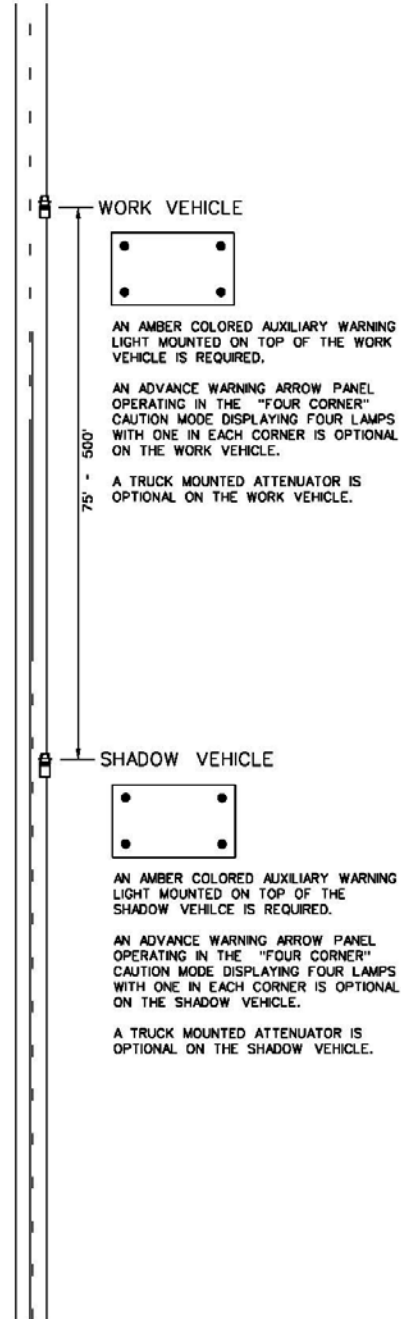 WORK VEHICLE
AN AMBER COLORED AUXILIARY WARNING
LIGHT MOUNTED ON TOP OF THE WORK
VEHICLE IS REQUIRED.
AN ADVANCE WARNING ARROW PANEL
OPERATING IN THE "FOUR CORNER"
CAUTION MODE DISPLAYING FOUR LAMPS
WITH ONE IN EACH CORNER IS OPTIONAL
ON THE WORK VEHICLE.
A TRUCK MOUNTED ATTENUATOR IS
OPTIONAL ON THE WORK VEHICLE.
75' - 500'
SHADOW VEHICLE
AN AMBER COLORED AUXILIARY WARNING
LIGHT MOUNTED ON TOP OF THE
SHADOW VEHILCE IS REQUIRED.
AN ADVANCE WARNING ARROW PANEL
OPERATING IN THE "FOUR CORNER"
CAUTION MODE DISPLAYING FOUR LAMPS
WITH ONE IN EACH CORNER IS OPTIONAL
ON THE SHADOW VEHICLE.
A TRUCK MOUNTED ATTENUATOR IS
OPTIONAL ON THE SHADOW VEHICLE.